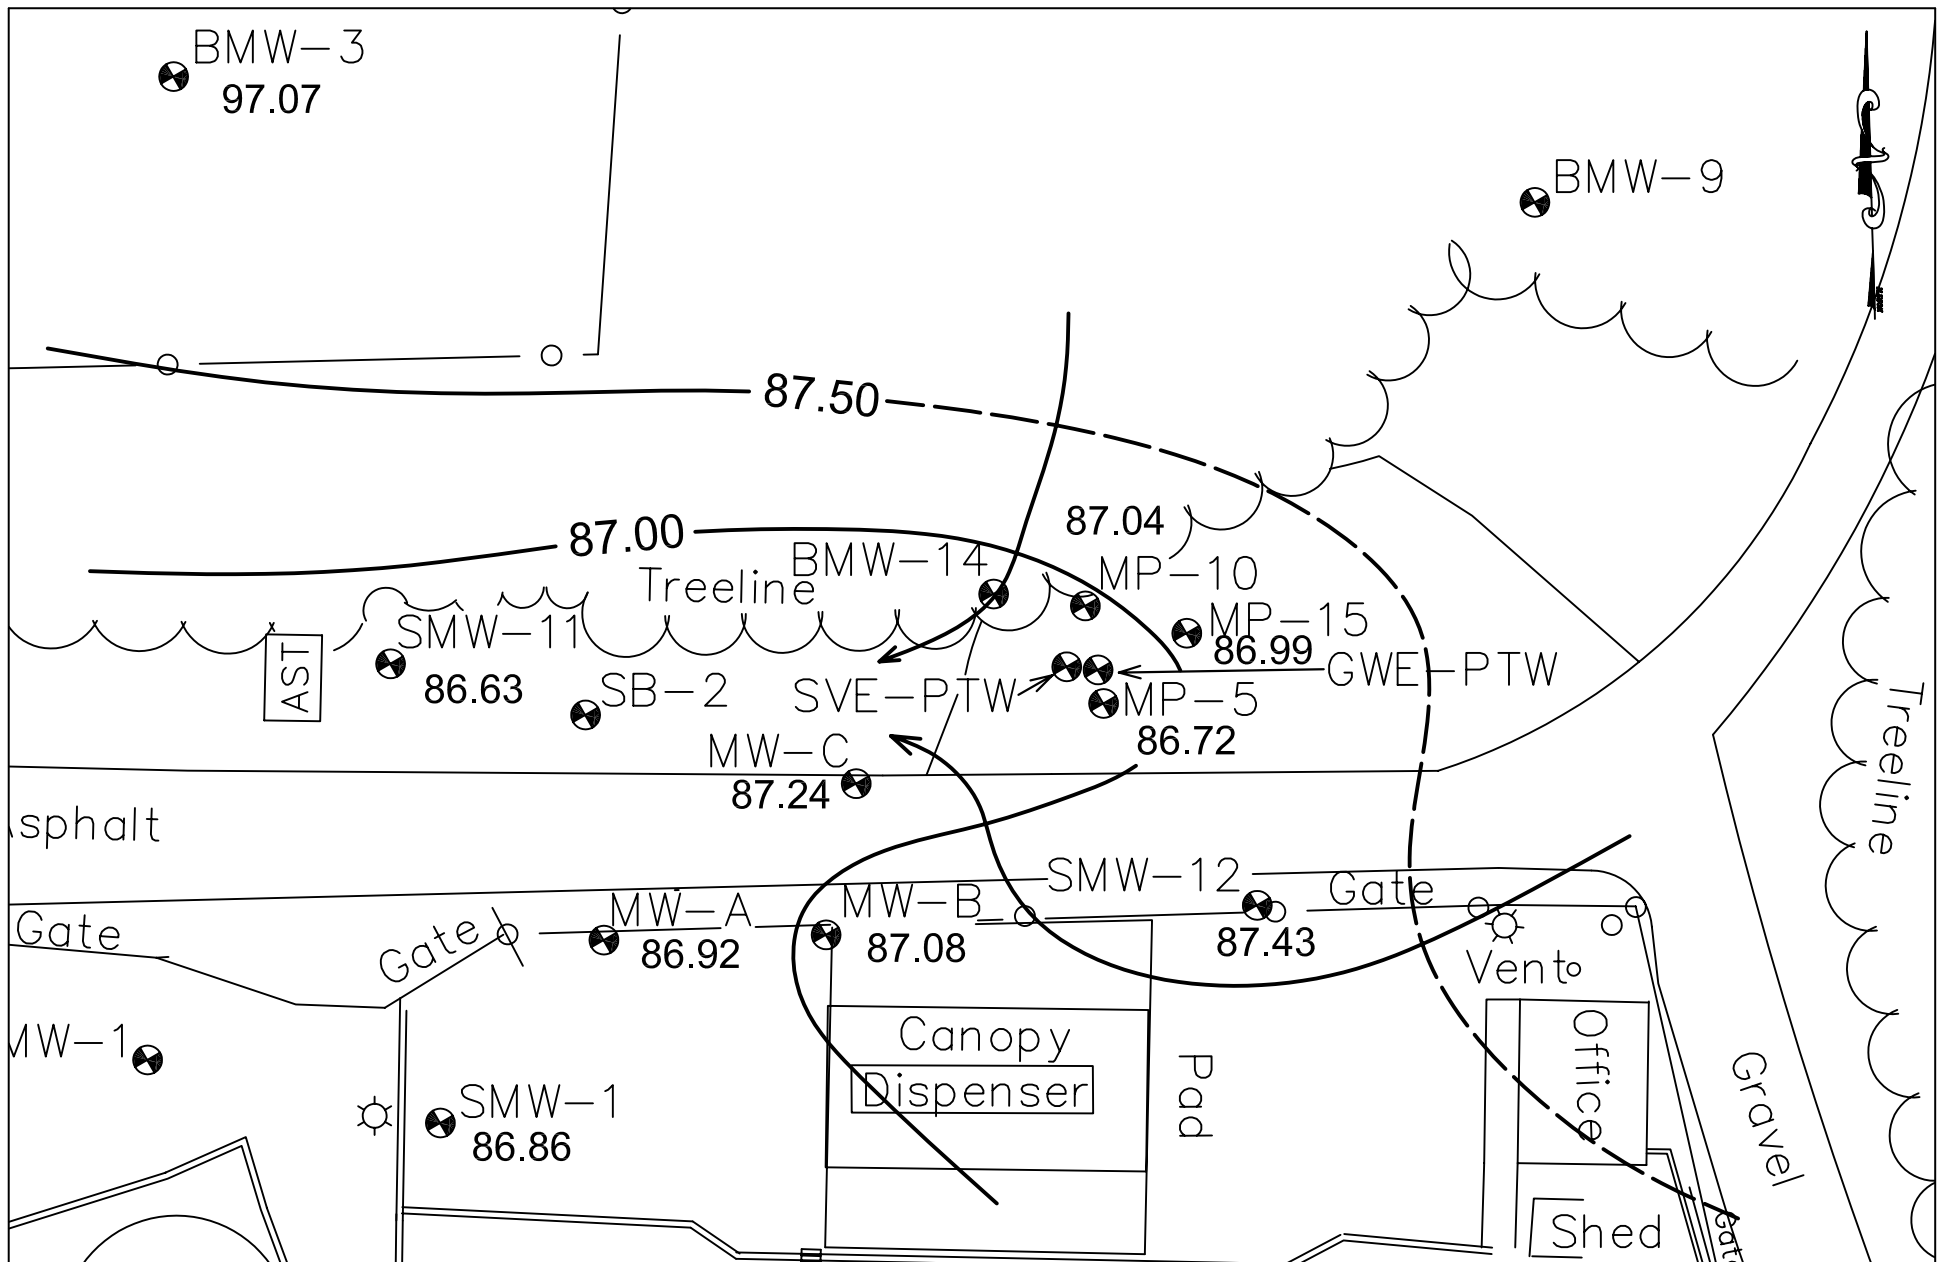 BMW-3
97.07
BMW-9
87.50
87.04
87.00
BMW-14
MP-10
Treeline
SMW-11
MP-15
86.99
AST
86.63
SB-2
SVE-PTW
GWE-PTW
MP-5
86.72
MW-C
87.24
Treeline
Asphalt
SMW-12
Gate
MW-A
MW-B
Gate
Gate
86.92
87.08
87.43
Vent
MW-1
Canopy
Office
Dispenser
Pad
Gravel
SMW-1
86.86
Shed
Gate